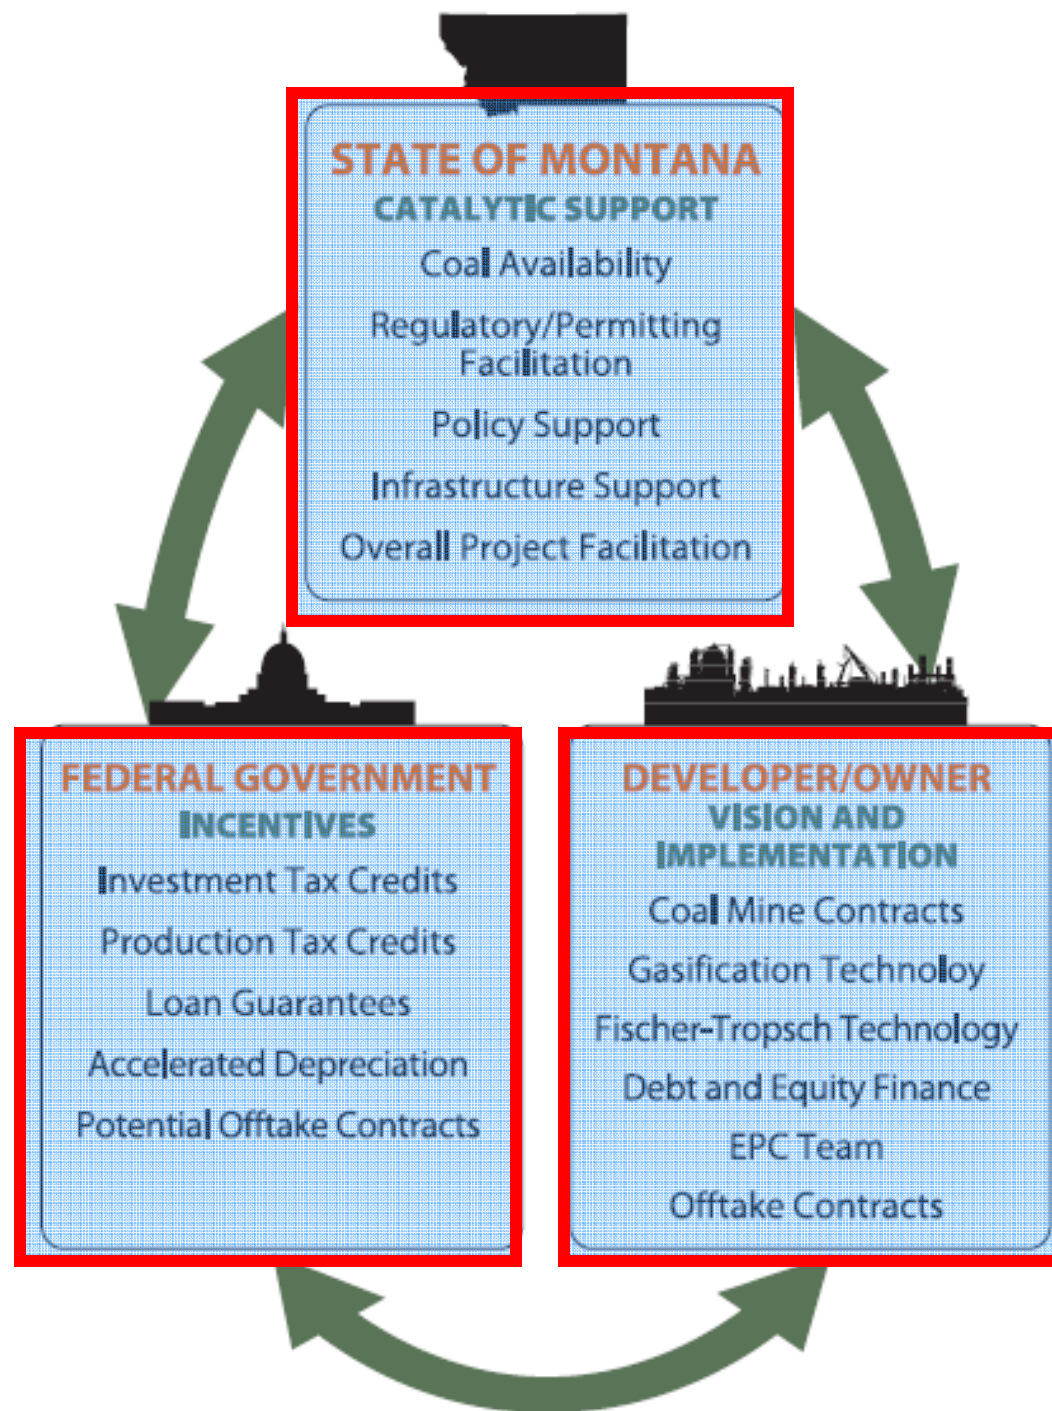 STATE OF MONTANA
CATALYTIC SUPPORT
Coal Availability
Regulatory/Permitting
Facilitation
Policy Support
Infrastructure Support
Overall Project Facilitation
FEDERAL GOVERNMENT
INCENTIVES
Investment Tax Credits
Production Tax Credits
Loan Guarantees
Accelerated Depreciation
Potential Offtake Contracts
DEVELOPER/OWNER
VISION AND
IMPLEMENTATION
Coal Mine Contracts
Gasification Technoloy
Fischer-Tropsch Technology
Debt and Equity Finance
EPC Team
Offtake Contracts